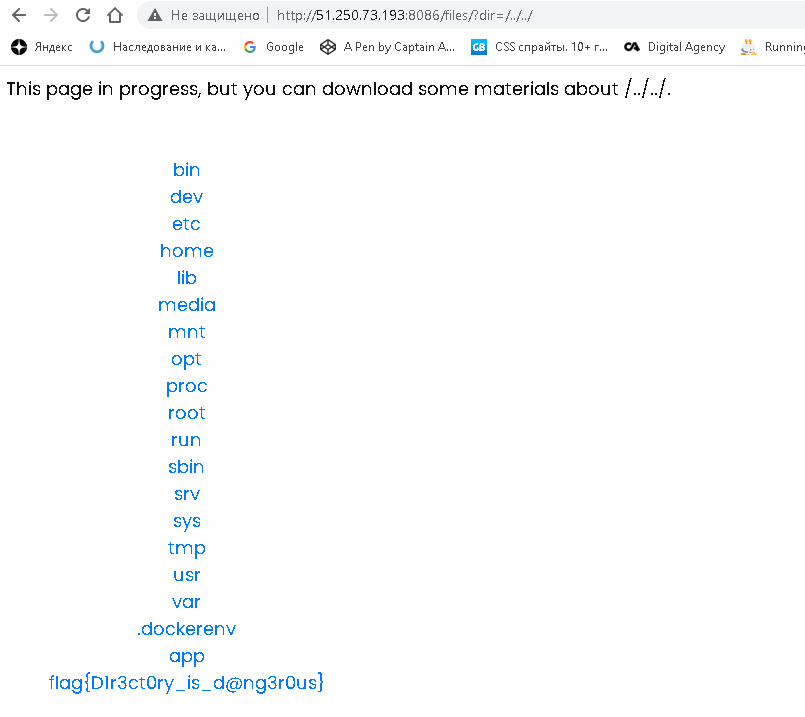 Не защищено http://51.250.73.193:8086/files/?dir=/../../
Яндекс Наследование и ка... Google A Pen by Captain A... GB CSS спрайты. 10+ г... CA Digital Agency Running
This page in progress, but you can download some materials about /../../.
bin
dev
etc
home
lib
media
mnt
opt
proc
root
run
sbin
srv
sys
tmp
usr
var
.dockerenv
app
flag{D1r3ct0ry_is_d@ng3r0us}